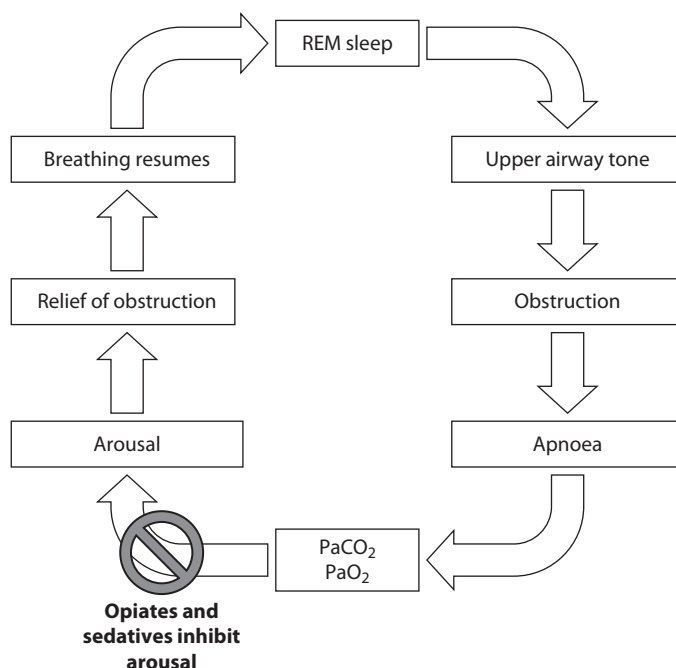 REM sleep
Upper airway tone
Obstruction
Apnoea
PaCO₂
PaO₂
Opiates and
sedatives inhibit
arousal
Arousal
Relief of obstruction
Breathing resumes